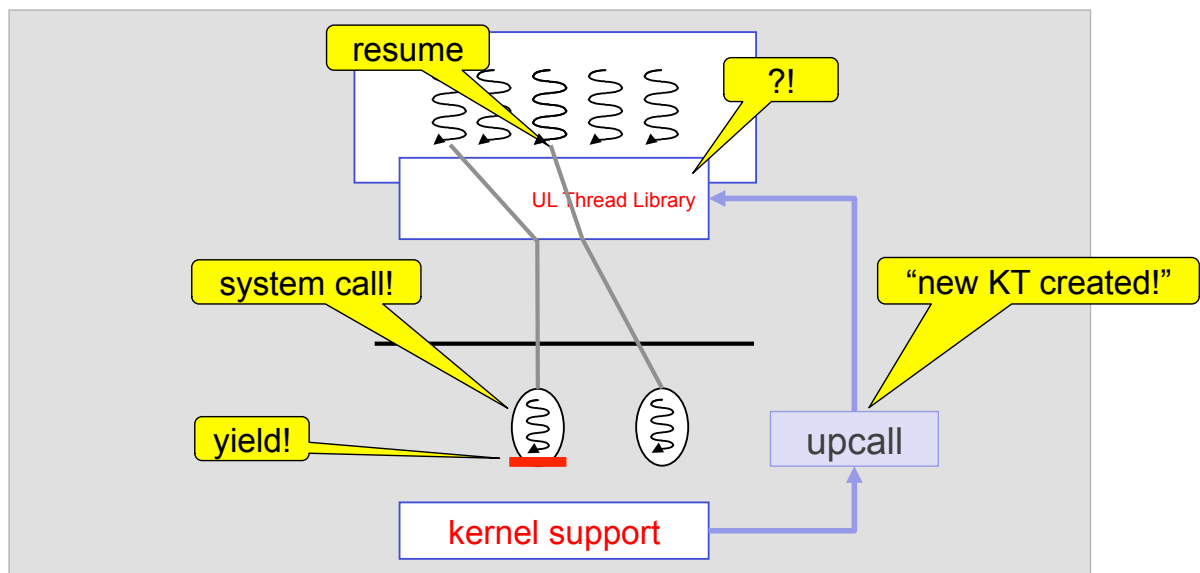 resume
?!
UL Thread Library
system call!
“new KT created!”
yield!
upcall
kernel support